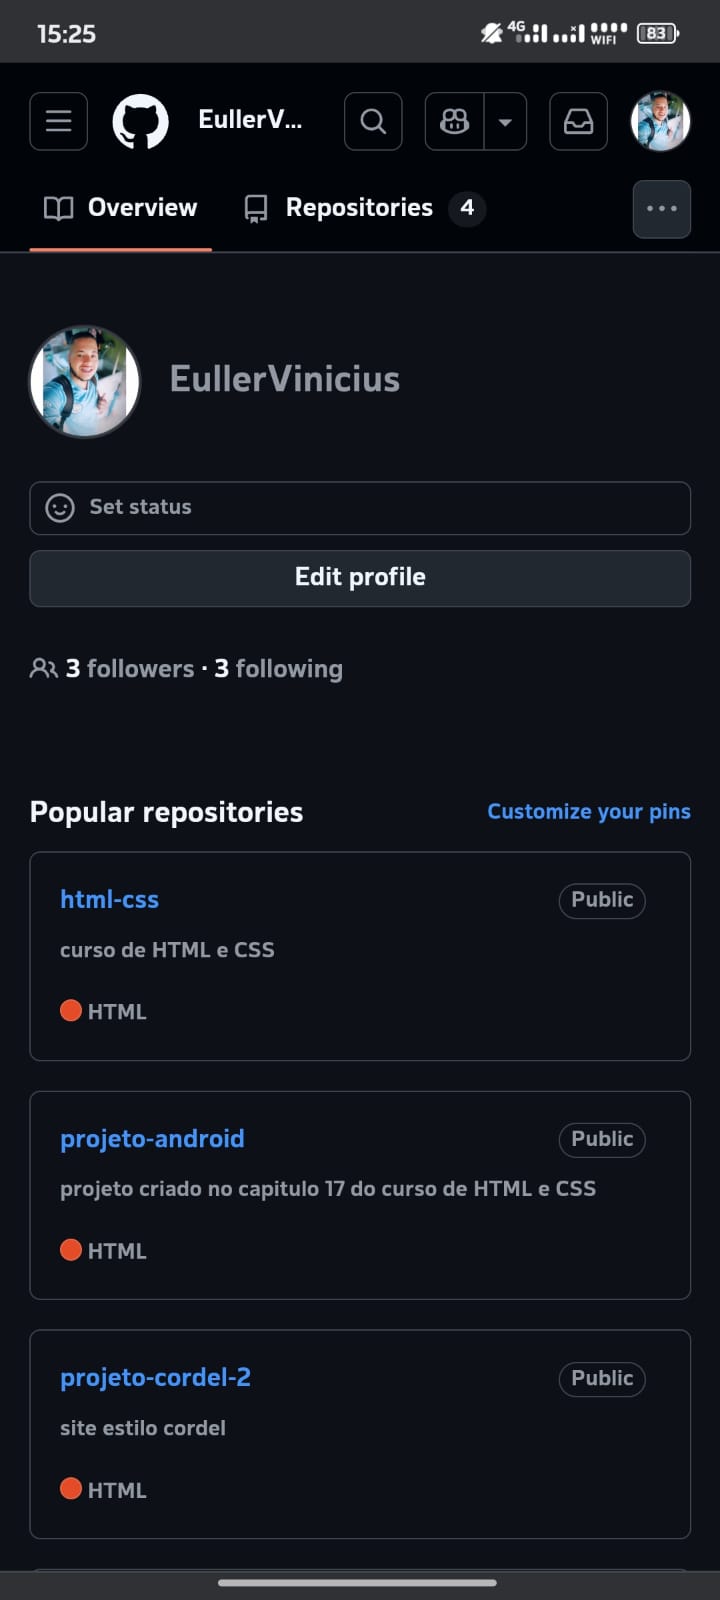 15:25
4G
WIFI
83
EullerV...
Overview
Repositories 4
EullerVinicius
Set status
Edit profile
3 followers · 3 following
Popular repositories
Customize your pins
html-css
Public
curso de HTML e CSS
HTML
projeto-android
Public
projeto criado no capitulo 17 do curso de HTML e CSS
HTML
projeto-cordel-2
Public
site estilo cordel
HTML